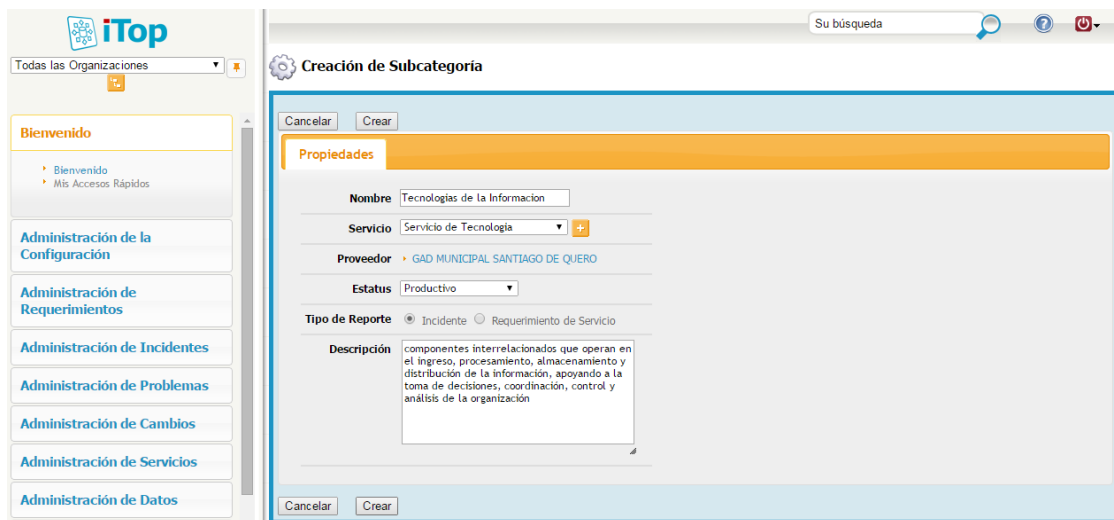 iTop
Todas las Organizaciones
Bienvenido
Bienvenido
Mis Accesos Rápidos
Administración de la
Configuración
Administración de
Requerimientos
Administración de Incidentes
Administración de Problemas
Administración de Cambios
Administración de Servicios
Administración de Datos
Su búsqueda
Creación de Subcategoría
Cancelar Crear
Propiedades
Nombre Tecnologias de la Informacion
Servicio Servicio de Tecnologia
Proveedor GAD MUNICIPAL SANTIAGO DE QUERO
Estatus Productivo
Tipo de Reporte Incidente Requerimiento de Servicio
Descripción componentes interrelacionados que operan en
el ingreso, procesamiento, almacenamiento y
distribución de la información, apoyando a la
toma de decisiones, coordinación, control y
análisis de la organización
Cancelar Crear